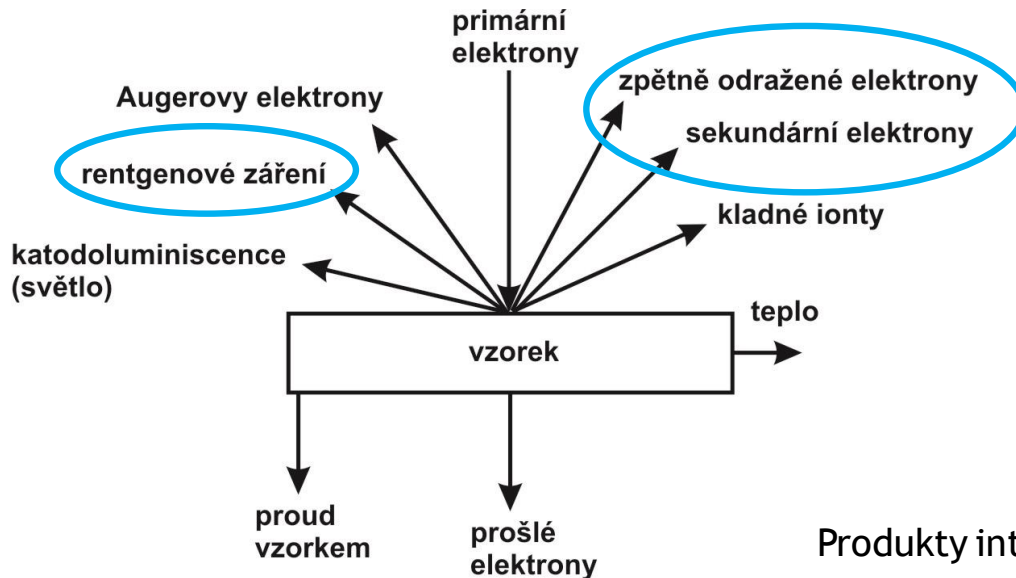 primární
elektrony
zpětně odražené elektrony
Augerovy elektrony
sekundární elektrony
rentgenové záření
kladné ionty
katodoluminiscence
(světlo)
teplo
vzorek
proud
vzorkem
prošlé
elektrony
Produkty